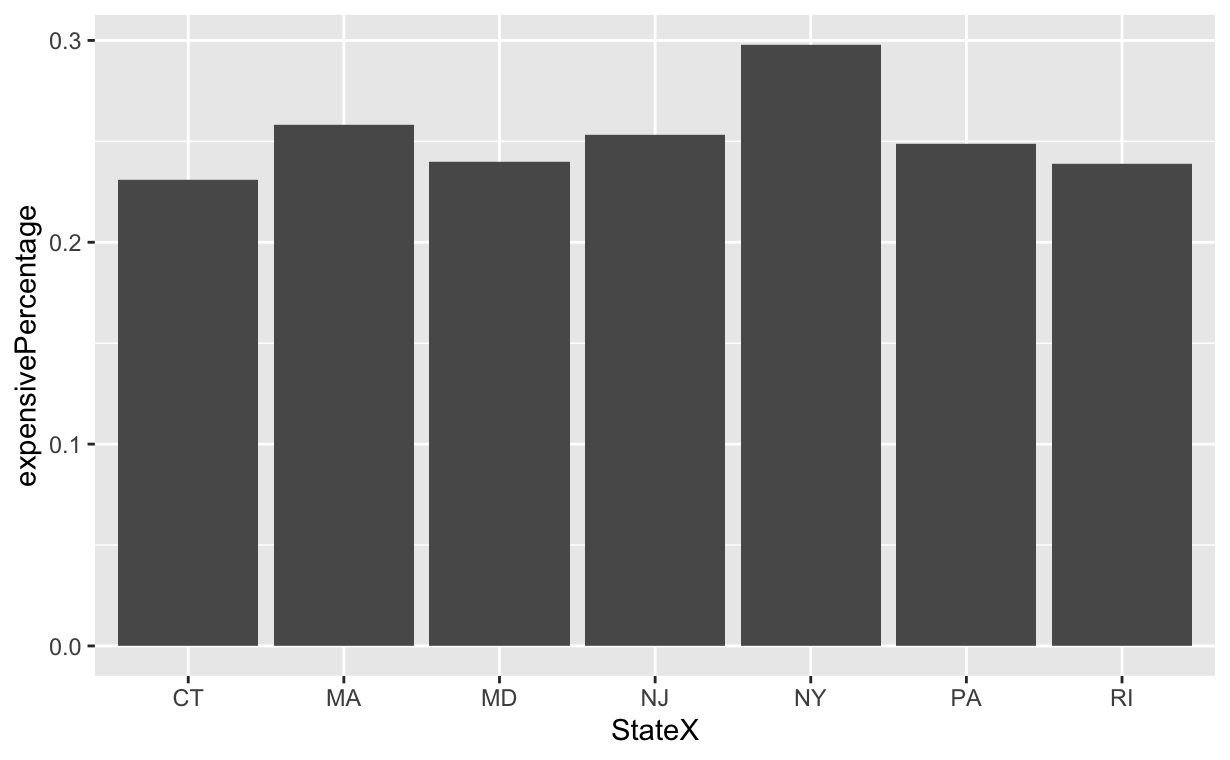 expensivePercentage
0.3
0.2
0.1
0.0
CT MA MD NJ NY PA RI
StateX